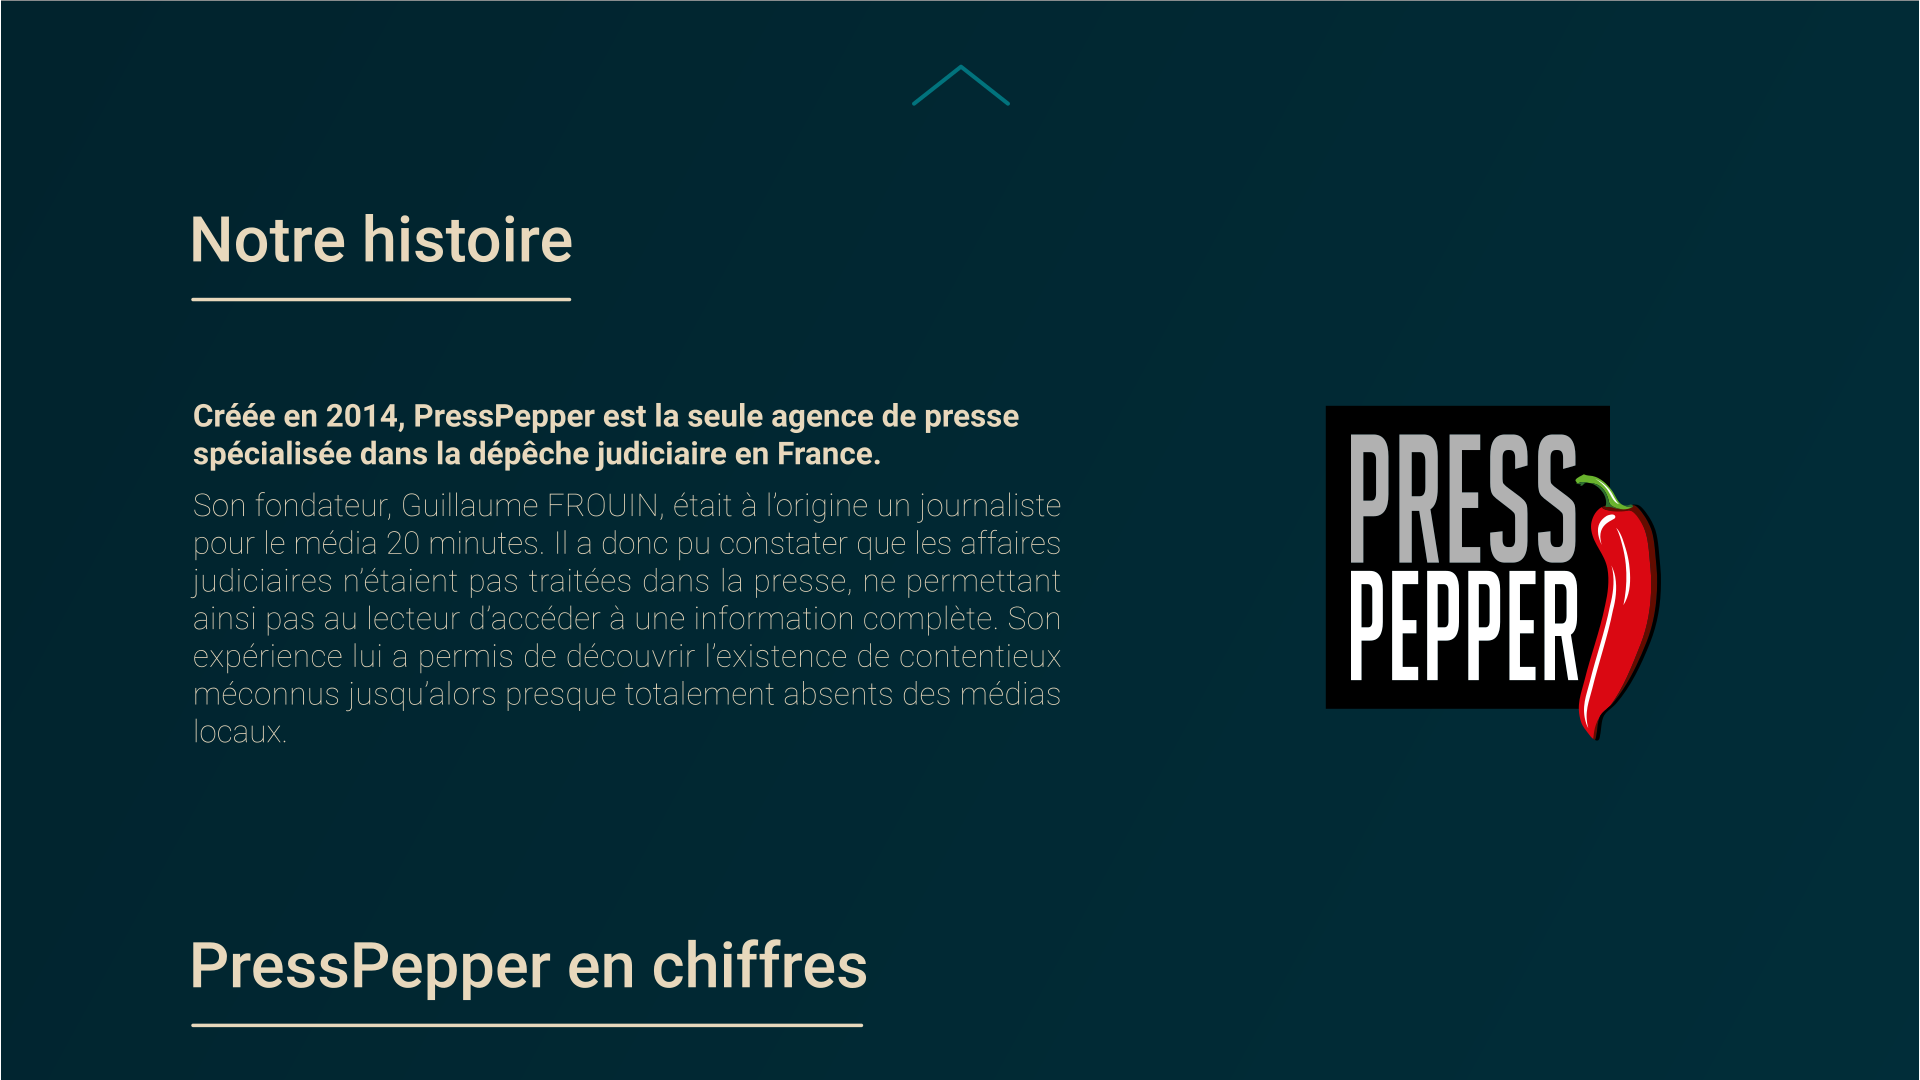 Notre histoire
Créée en 2014, PressPepper est la seule agence de presse
spécialisée dans la dépêche judiciaire en France.
Son fondateur, Guillaume FROUIN, était à l’origine un journaliste
pour le média 20 minutes. Il a donc pu constater que les affaires
judiciaires n’étaient pas traitées dans la presse, ne permettant
ainsi pas au lecteur d’accéder à une information complète. Son
expérience lui a permis de découvrir l’existence de contentieux
méconnus jusqu’alors presque totalement absents des médias
locaux.
PRESS
PEPPER
PressPepper en chiffres